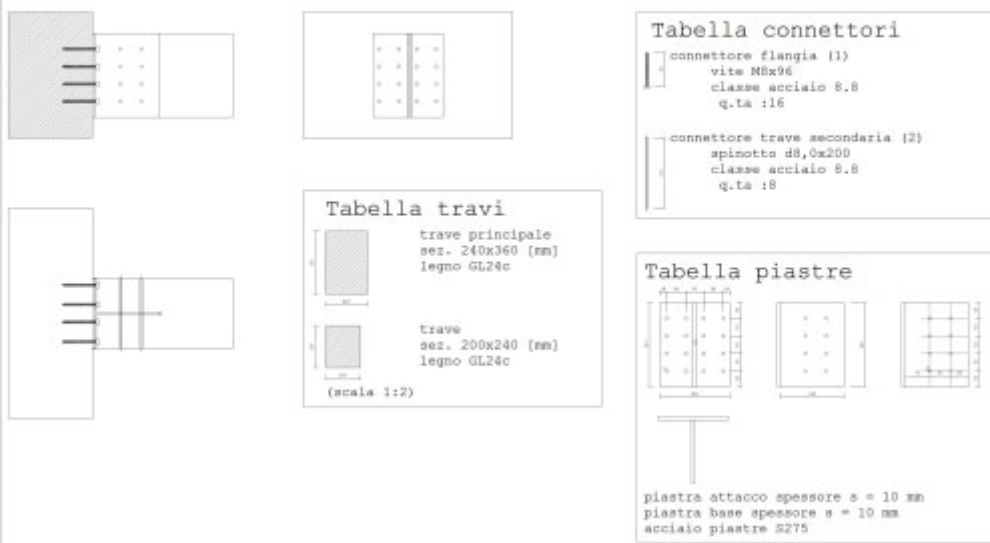 Tabella connettori
connettore flangia (1)
vite M8x96
classe acciaio 8.8
q.ta :16
connettore trave secondaria (2)
spinotto d8,0x200
classe acciaio 8.8
q.ta :8
Tabella travi
trave principale
sez. 240x360 [mm]
legno GL24c
trave
sez. 200x240 [mm]
legno GL24c
(scala 1:2)
Tabella piastre
piastra attacco spessore s = 10 mm
piastra base spessore s = 10 mm
acciaio piastre S275